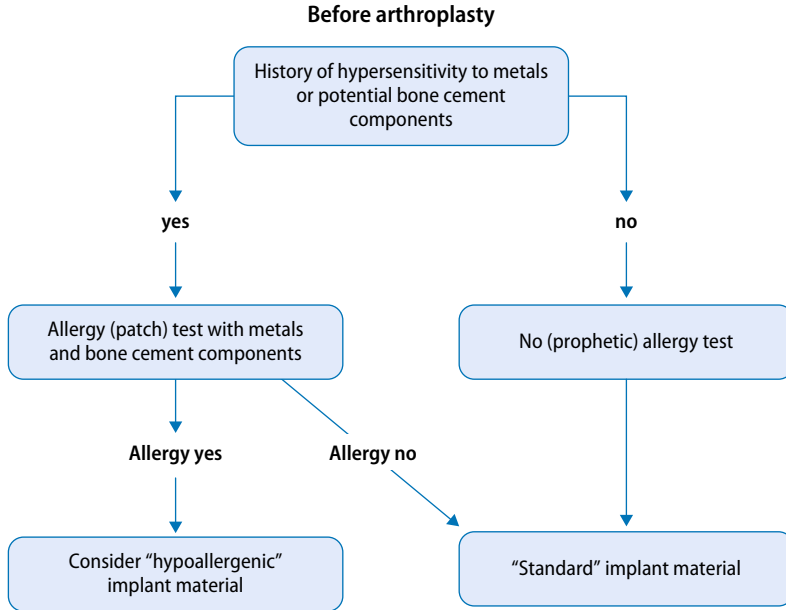 Before arthroplasty
History of hypersensitivity to metals
or potential bone cement
components
yes
no
Allergy (patch) test with metals
and bone cement components
No (prophetic) allergy test
Allergy yes
Allergy no
Consider “hypoallergenic”
implant material
“Standard” implant material